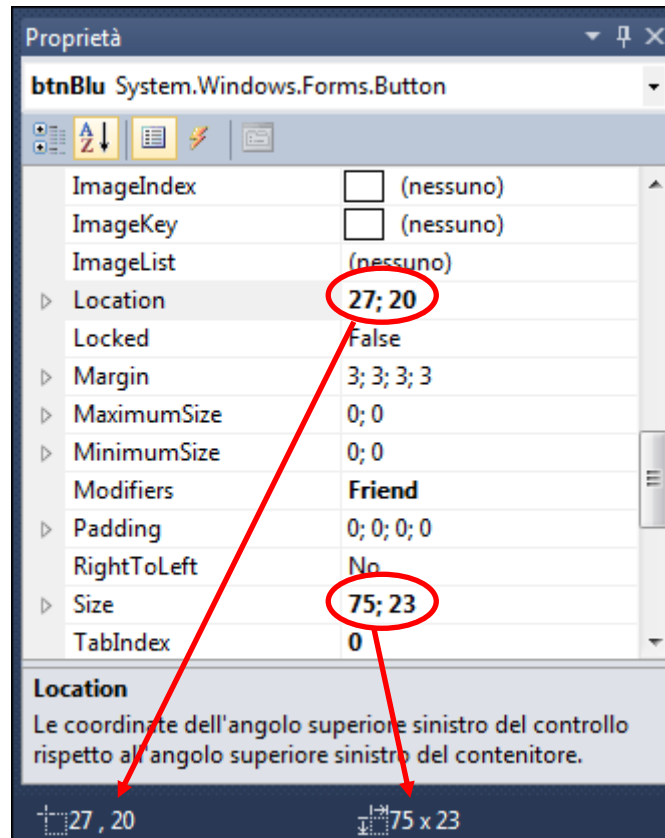 Proprietà
btnBlu System.Windows.Forms.Button
A
Z
ImageIndex (nessuno)
ImageKey (nessuno)
ImageList (nessuno)
Location 27; 20
Locked False
Margin 3; 3; 3; 3
MaximumSize 0; 0
MinimumSize 0; 0
Modifiers Friend
Padding 0; 0; 0; 0
RightToLeft No
Size 75; 23
TabIndex 0
Location
Le coordinate dell'angolo superiore sinistro del controllo
rispetto all'angolo superiore sinistro del contenitore.
27 , 20 75 x 23